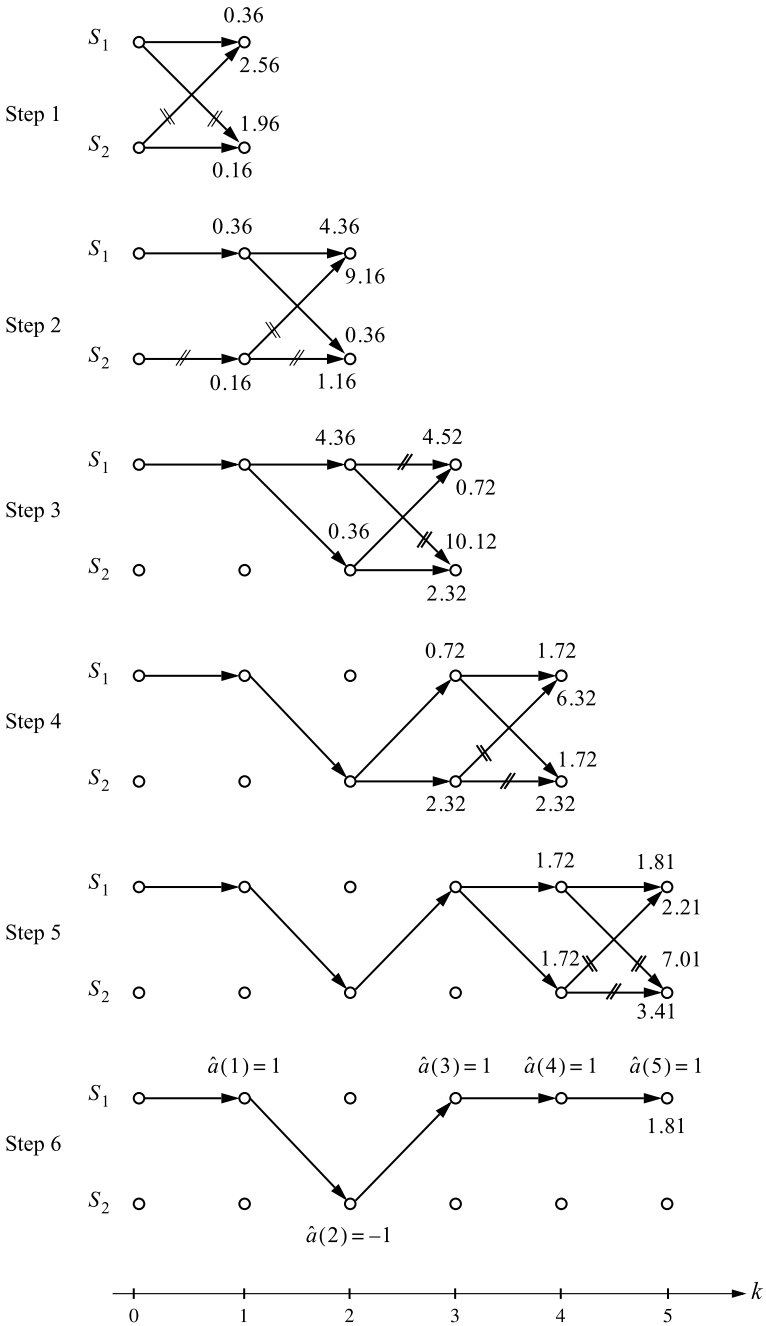 0.36
S1
2.56
Step 1
1.96
S2
0.16
0.36 4.36
S1
9.16
Step 2
0.36
S2
0.16 1.16
4.36 4.52
S1
0.72
Step 3
0.36 10.12
S2
2.32
0.72 1.72
S1
6.32
Step 4
1.72
S2
2.32 2.32
1.72 1.81
S1
2.21
Step 5
1.72 7.01
S2
3.41
â(1) = 1 â(3) = 1 â(4) = 1 â(5) = 1
S1
1.81
Step 6
S2
â(2) = –1
k
0 1 2 3 4 5